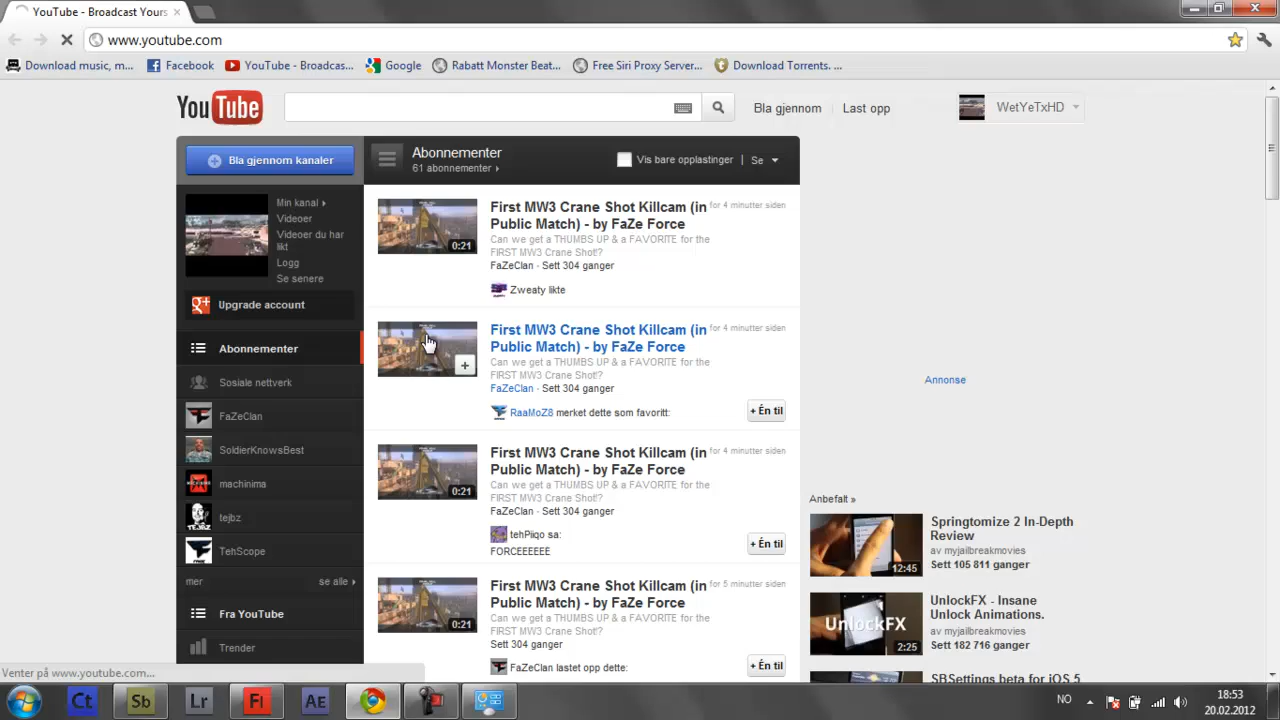 YouTube - Broadcast Yours
www.youtube.com
Download music, m...
Facebook
YouTube - Broadcas...
Google
Rabatt Monster Beat...
Free Siri Proxy Server...
Download Torrents. ...
YouTube
Bla gjennom
Last opp
WetYeTxHD
Bla gjennom kanaler
Abonnementer
61 abonnementer
Vis bare opplastinger
| Se
Min kanal
Videoer
Videoer du har
likt
Logg
Se senere
Upgrade account
Abonnementer
Sosiale nettverk
FaZeClan
SoldierKnowsBest
machinima
tejbz
TehScope
mer
se alle
Fra YouTube
Trender
0:21
First MW3 Crane Shot Killcam (in
Public Match) - by FaZe Force
for 4 minutter siden
Can we get a THUMBS UP & a FAVORITE for the
FIRST MW3 Crane Shot!?
FaZeClan · Sett 304 ganger
Zweaty likte
+
First MW3 Crane Shot Killcam (in
Public Match) - by FaZe Force
for 4 minutter siden
Can we get a THUMBS UP & a FAVORITE for the
FIRST MW3 Crane Shot!?
FaZeClan · Sett 304 ganger
RaaMoZ8 merket dette som favoritt:
+ Én til
0:21
First MW3 Crane Shot Killcam (in
Public Match) - by FaZe Force
for 4 minutter siden
Can we get a THUMBS UP & a FAVORITE for the
FIRST MW3 Crane Shot!?
FaZeClan · Sett 304 ganger
tehPiiqo sa:
FORCEEEEEE
+ Én til
0:21
First MW3 Crane Shot Killcam (in
Public Match) - by FaZe Force
for 5 minutter siden
Can we get a THUMBS UP & a FAVORITE for the
FIRST MW3 Crane Shot!?
Sett 304 ganger
FaZeClan lastet opp dette:
+ Én til
Annonse
Anbefalt »
12:45
Springtomize 2 In-Depth
Review
av myjailbreakmovies
Sett 105 811 ganger
UnlockFX
2:25
UnlockFX - Insane
Unlock Animations.
av myjailbreakmovies
Sett 182 716 ganger
SBSettings beta for iOS 5
Venter på www.youtube.com...
Ct
Sb
Lr
Fl
AE
NO
18:53
20.02.2012